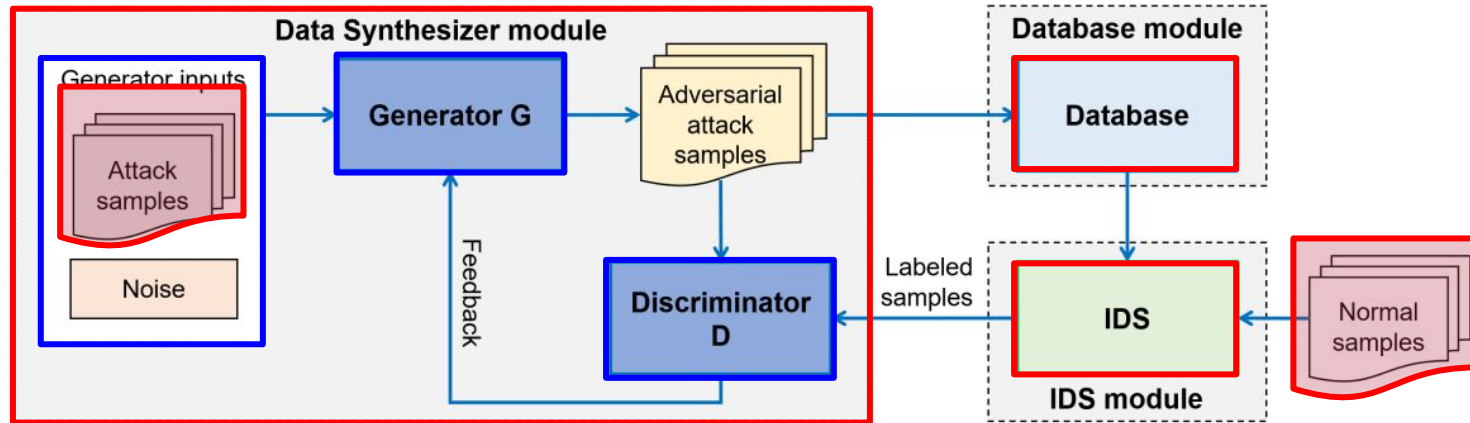 Data Synthesizer module
Generator inputs
Attack
samples
Noise
Generator G
Adversarial
attack
samples
Feedback
Discriminator
D
Labeled
samples
Database module
Database
IDS
IDS module
Normal
samples